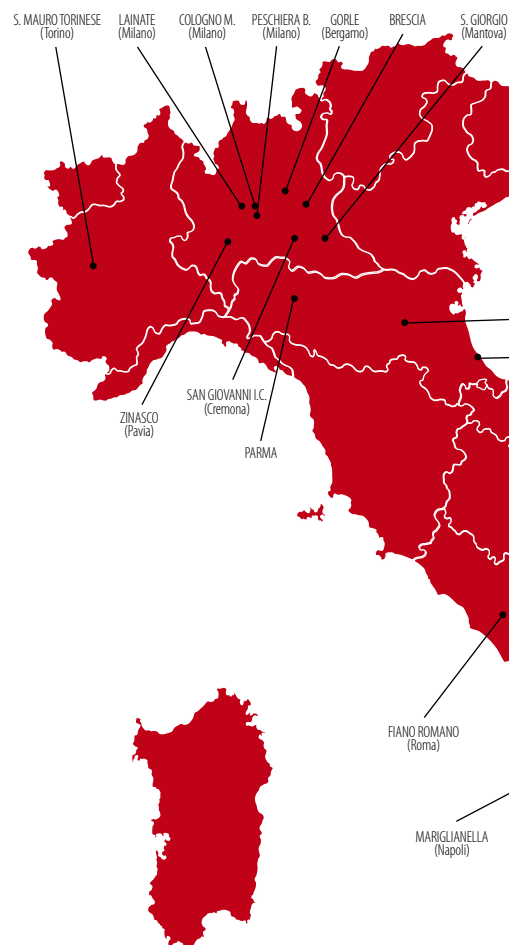 S. MAURO TORINESE
(Torino)
LAINATE
(Milano)
COLOGNO M.
(Milano)
PESCHIERA B.
(Milano)
GORLE
(Bergamo)
BRESCIA
S. GIORGIO
(Mantova)
ZINASCO
(Pavia)
SAN GIOVANNI I.C.
(Cremona)
PARMA
FIANO ROMANO
(Roma)
MARIGLIANELLA
(Napoli)